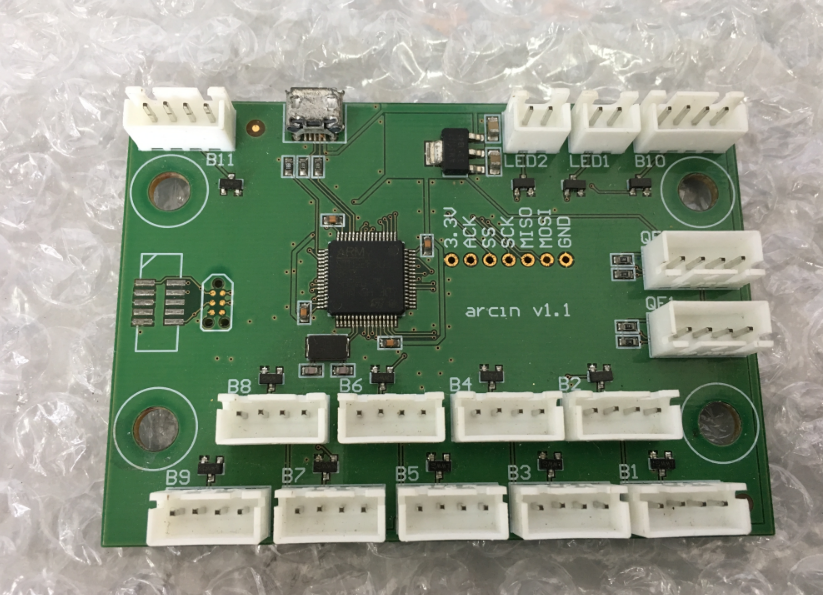 B11
LED2
LED1
B10
3.3V
ACK
SS
SCK
MISO
MOSI
GND
QE1
arcin v1.1
B8
B6
B4
B2
B9
B7
B5
B3
B1
ARM